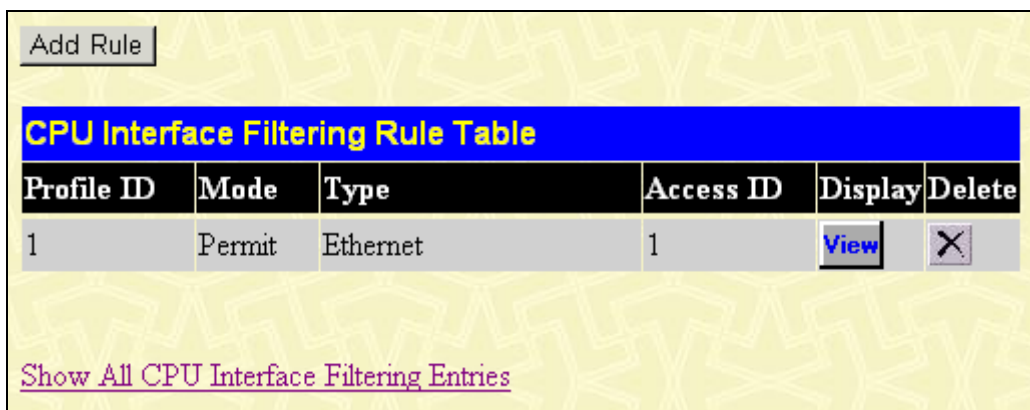 Add Rule
CPU Interface Filtering Rule Table
Profile ID Mode Type Access ID Display Delete
1 Permit Ethernet 1 View
Show All CPU Interface Filtering Entries